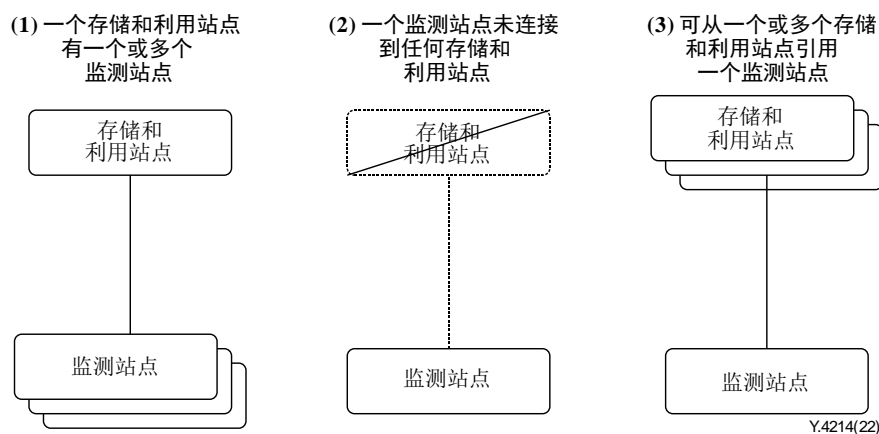 (1) 一个存储和利用站点
有一个或多个
监测站点
(2) 一个监测站点未连接
到任何存储和
利用站点
(3) 可从一个或多个存储
和利用站点引用
一个监测站点
存储和
利用站点
存储和
利用站点
存储和
利用站点
监测站点
监测站点
监测站点
Y.4214(22)